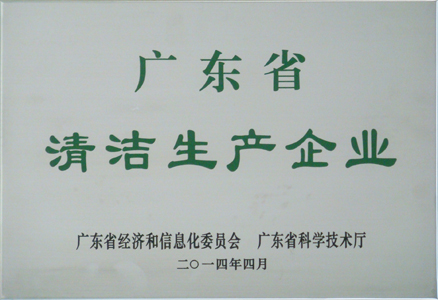 广东省
清洁生产企业
广东省经济和信息化委员会 广东省科学技术厅
二〇一四年四月